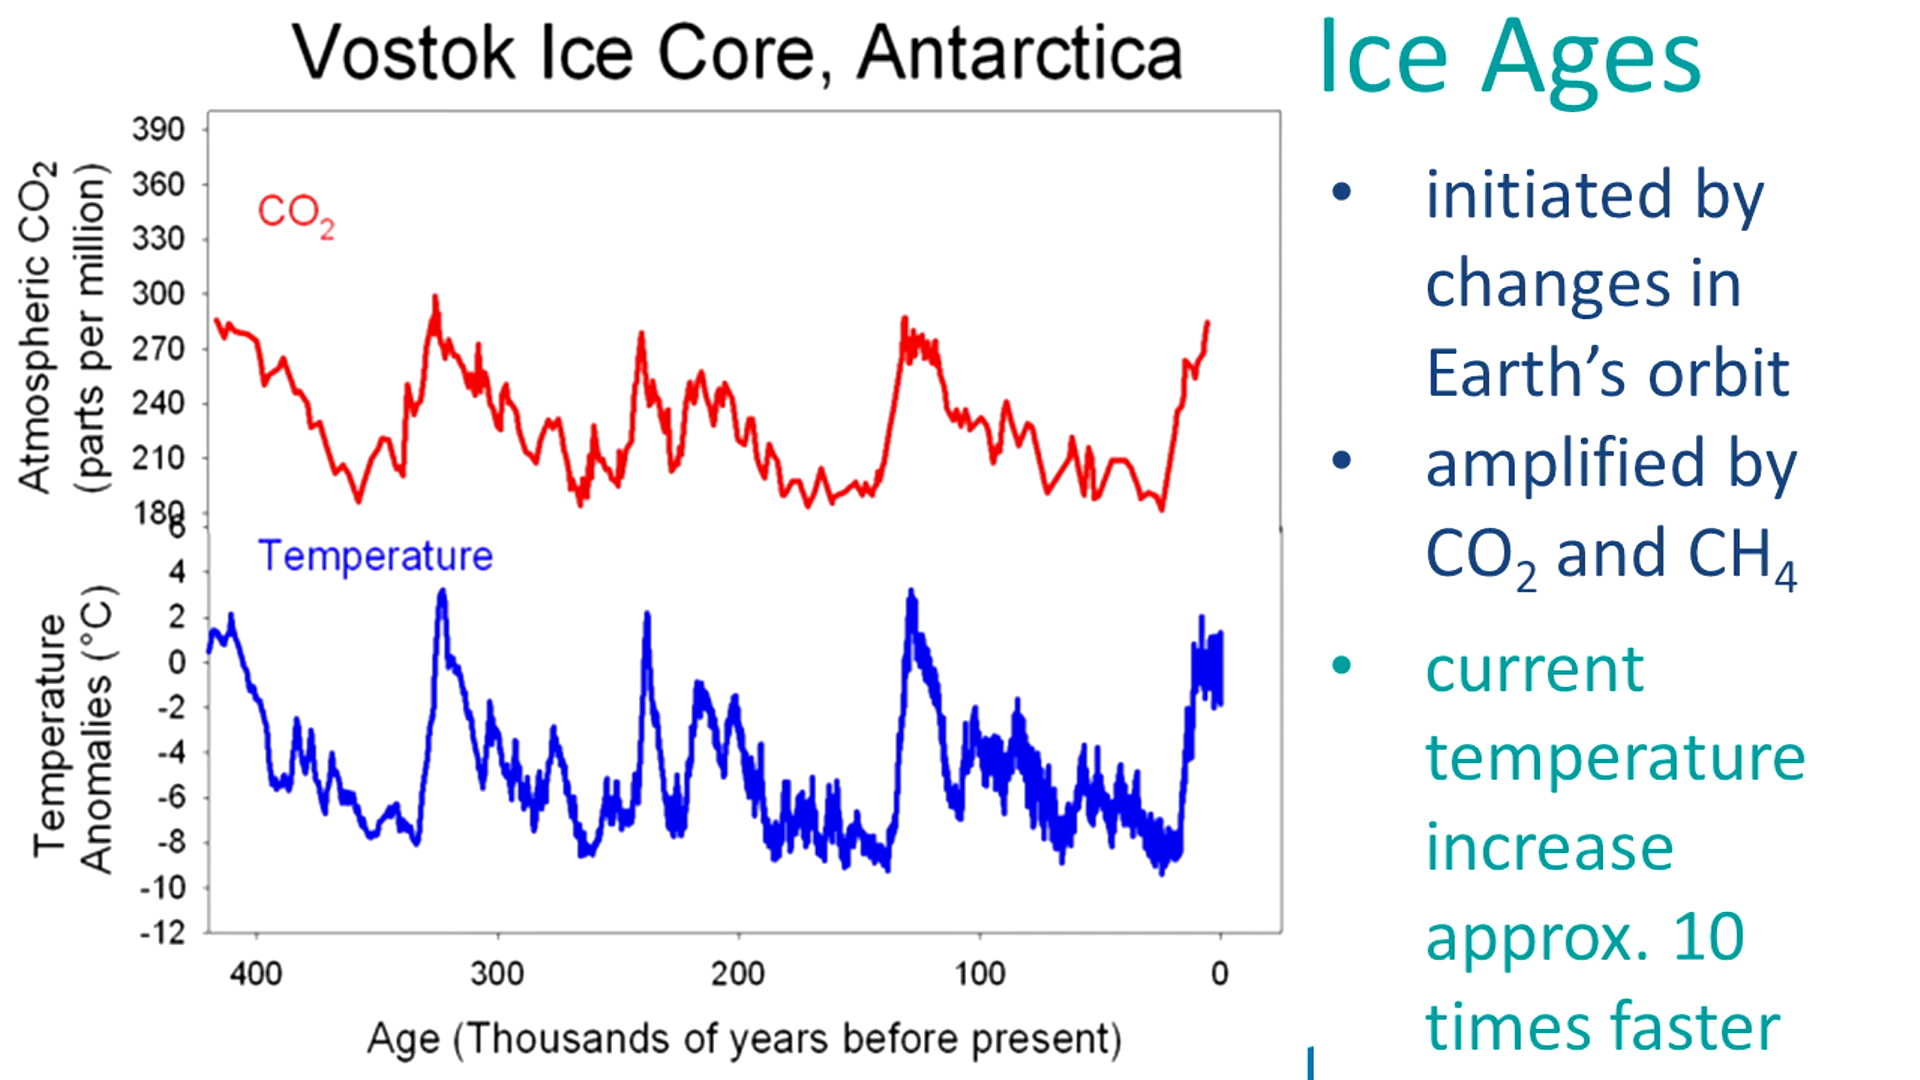 Vostok Ice Core, Antarctica
Ice Ages
Atmospheric CO₂
(parts per million)
390
360
330
300
270
240
210
180
CO₂
Temperature
Anomalies (°C)
6
4
2
0
-2
-4
-6
-8
-10
-12
Temperature
400 300 200 100 0
Age (Thousands of years before present)
• initiated by
changes in
Earth’s orbit
• amplified by
CO₂ and CH₄
• current
temperature
increase
approx. 10
times faster